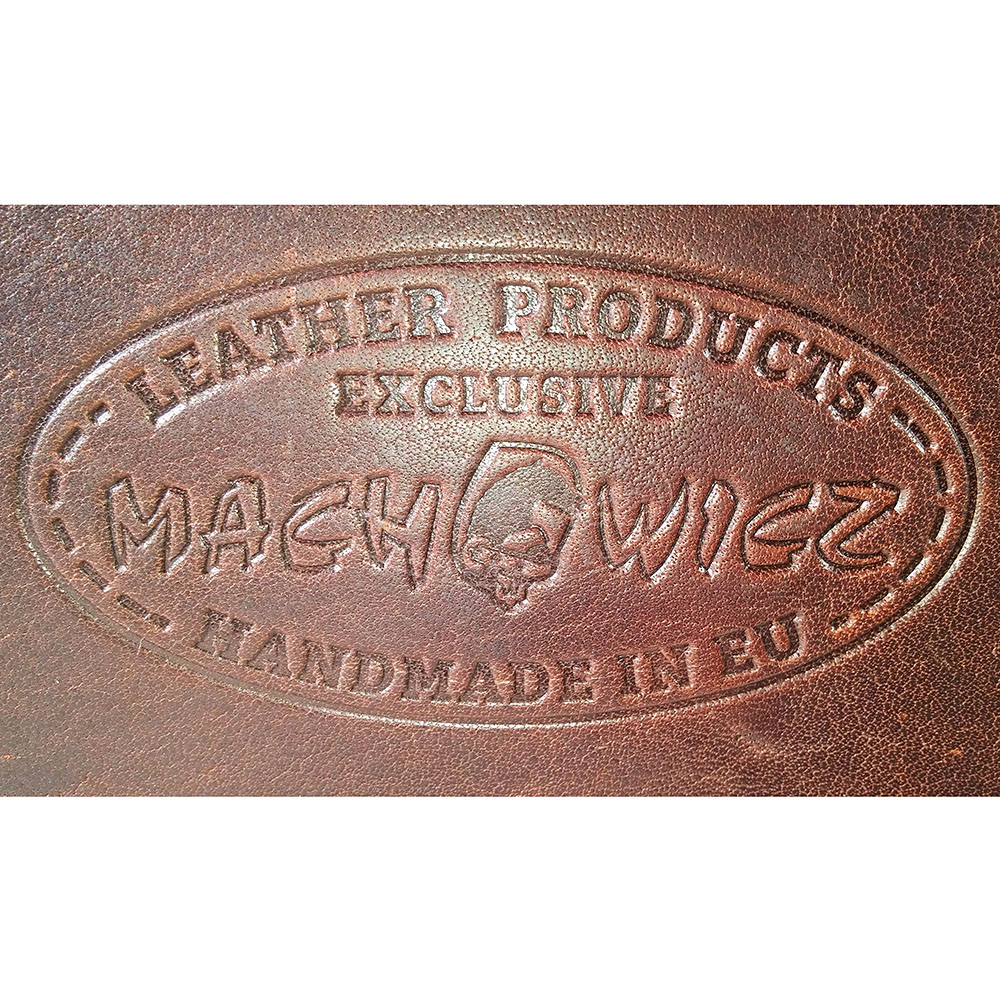 LEATHER PRODUCTS
EXCLUSIVE
MACHOWICZ
HANDMADE IN EU